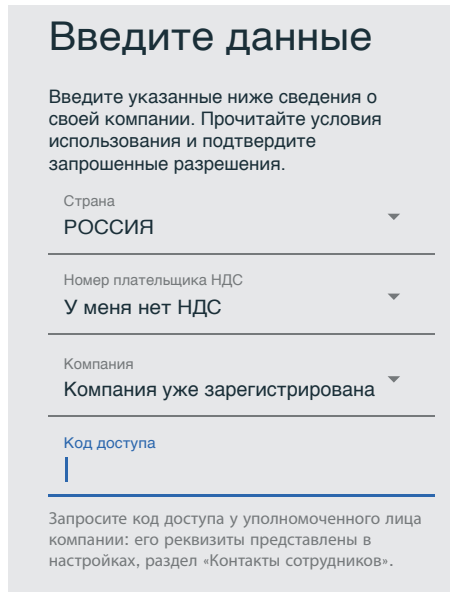 Введите данные
Введите указанные ниже сведения о
своей компании. Прочитайте условия
использования и подтвердите
запрошенные разрешения.
Страна
РОССИЯ
Номер плательщика НДС
У меня нет НДС
Компания
Компания уже зарегистрирована
Код доступа
Запросите код доступа у уполномоченного лица
компании: его реквизиты представлены в
настройках, раздел «Контакты сотрудников».